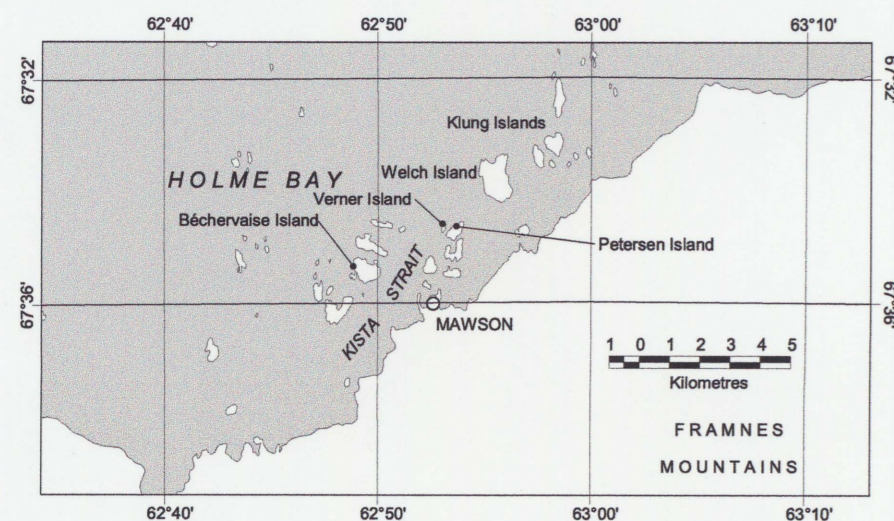 62°40' 62°50' 63°00' 63°10'
67°32' 67°32'
Klung Islands
Welch Island
HOLME BAY
Verner Island
Béchervaise Island
Petersen Island
STRAIT
67°36' 67°36'
KISTA
MAWSON
1 0 1 2 3 4 5
Kilometres
FRAMNES
MOUNTAINS
62°40' 62°50' 63°00' 63°10'